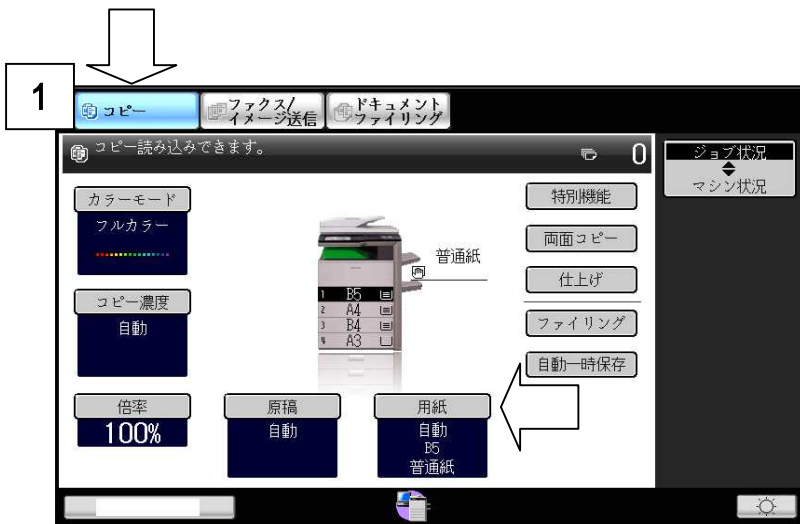 1
コピー
ファクス/
イメージ送信
ドキュメント
ファイリング
コピー読み込みできます。
0
ジョブ状況
マシン状況
カラーモード
フルカラー
特別機能
両面コピー
普通紙
仕上げ
コピー濃度
自動
1 B5
2 A4
3 B4
4 A3
ファイリング
自動一時保存
倍率
100%
原稿
自動
用紙
自動
B5
普通紙